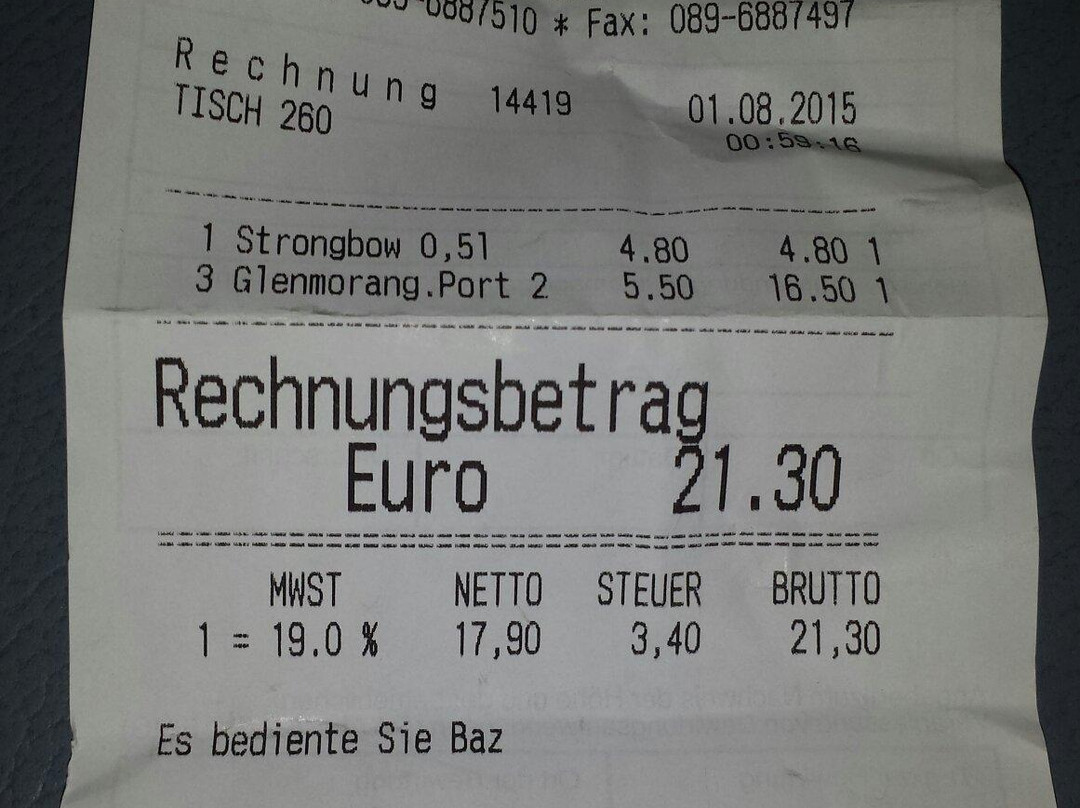 6887510 * Fax: 089-6887497
Rechnung 14419 01.08.2015
TISCH 260 00:59:16
1 Strongbow 0,5l 4.80 4.80 1
3 Glenmorang.Port 2 5.50 16.50 1
Rechnungsbetrag
Euro 21.30
MWST NETTO STEUER BRUTTO
1 = 19.0 % 17,90 3,40 21,30
Es bediente Sie Baz